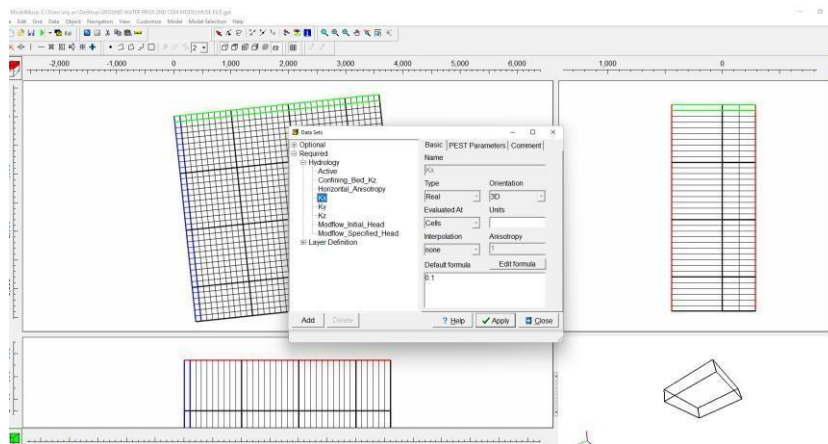 File Edit Grid Data Object Navigation View Customize Model Model Selection Help
2
-2,000 -1,000 0 1,000 2,000 3,000 4,000 5,000 6,000
1,000 0
Data Sets
Optional
Required
Hydrology
Active
Confining_Bed_Kz
Horizontal_Anisotropy
Kx
Ky
Kz
Modflow_Initial_Head
Modflow_Specified_Head
Layer Definition
Add
Delete
Basic PEST Parameters Comment
Name
Kx
Type Orientation
Real 3D
Evaluated At Units
Cells
Interpolation Anisotropy
none 1
Default formula Edit formula
0.1
? Help Apply Close